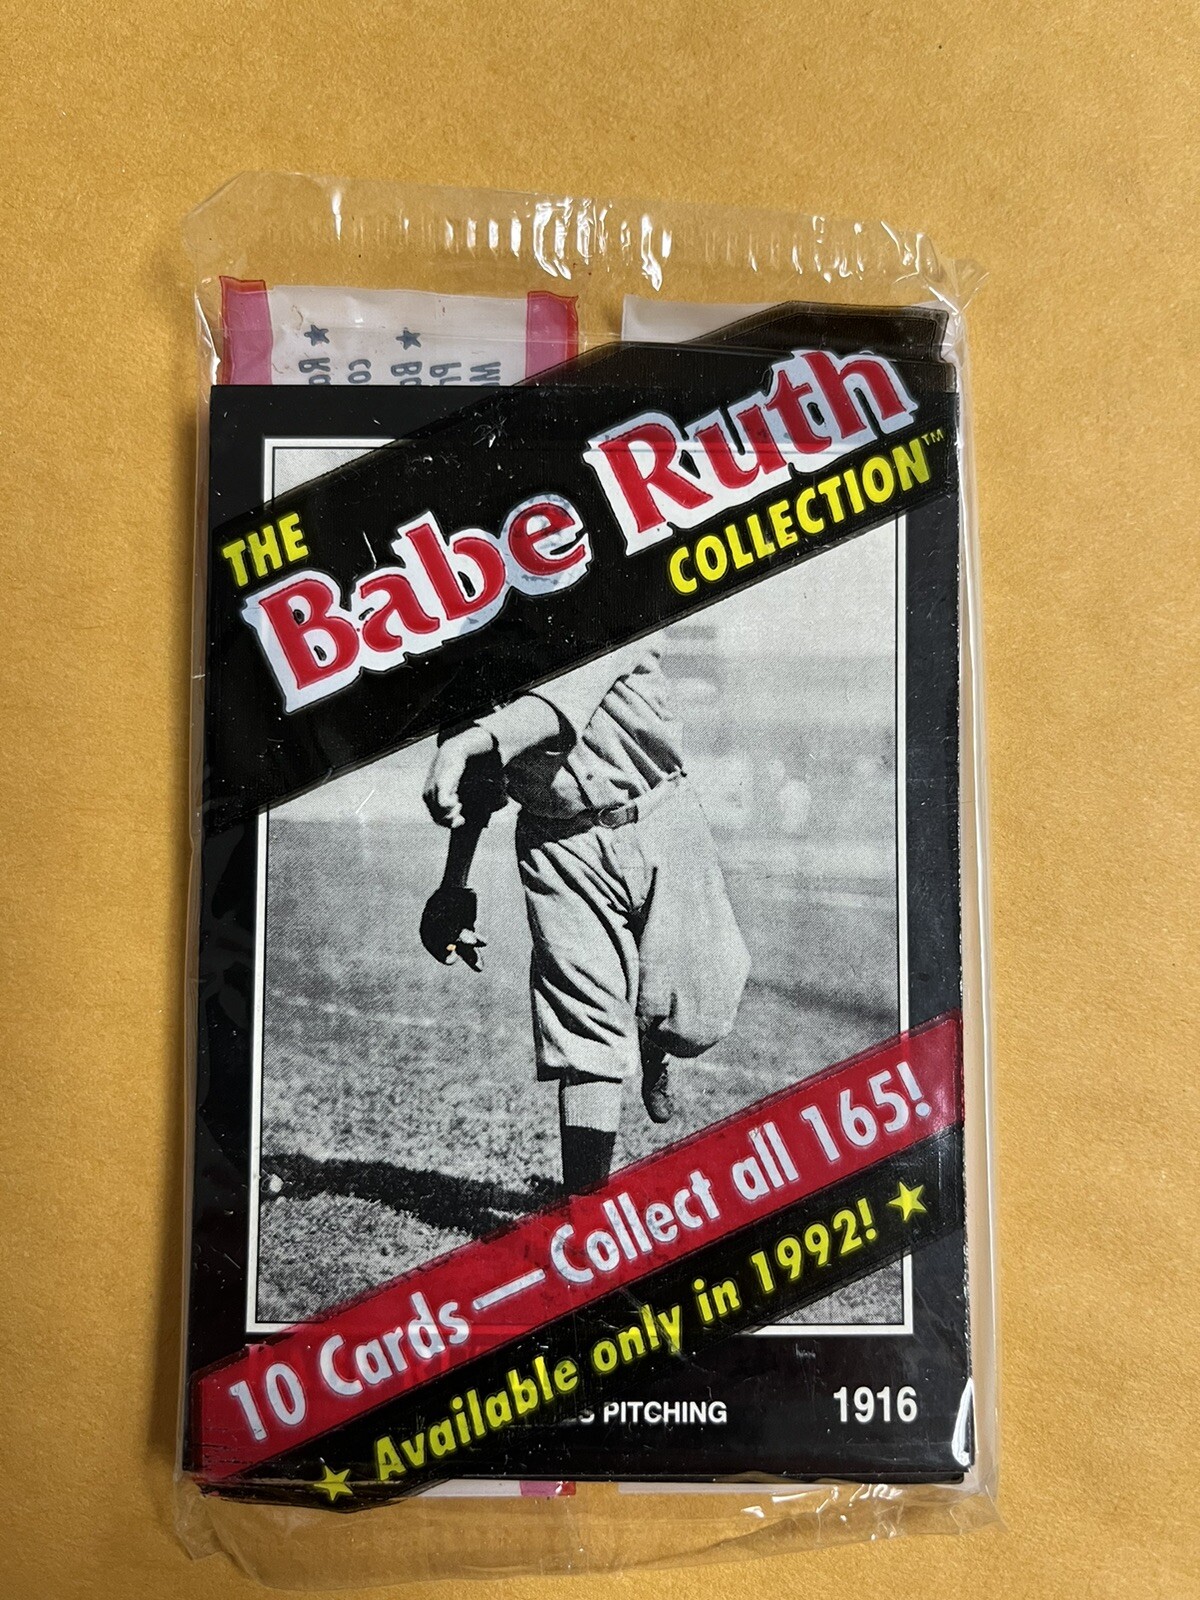 THE
Babe Ruth
COLLECTION™
10 Cards—Collect all 165!
★ Available only in 1992! ★
PITCHING
1916